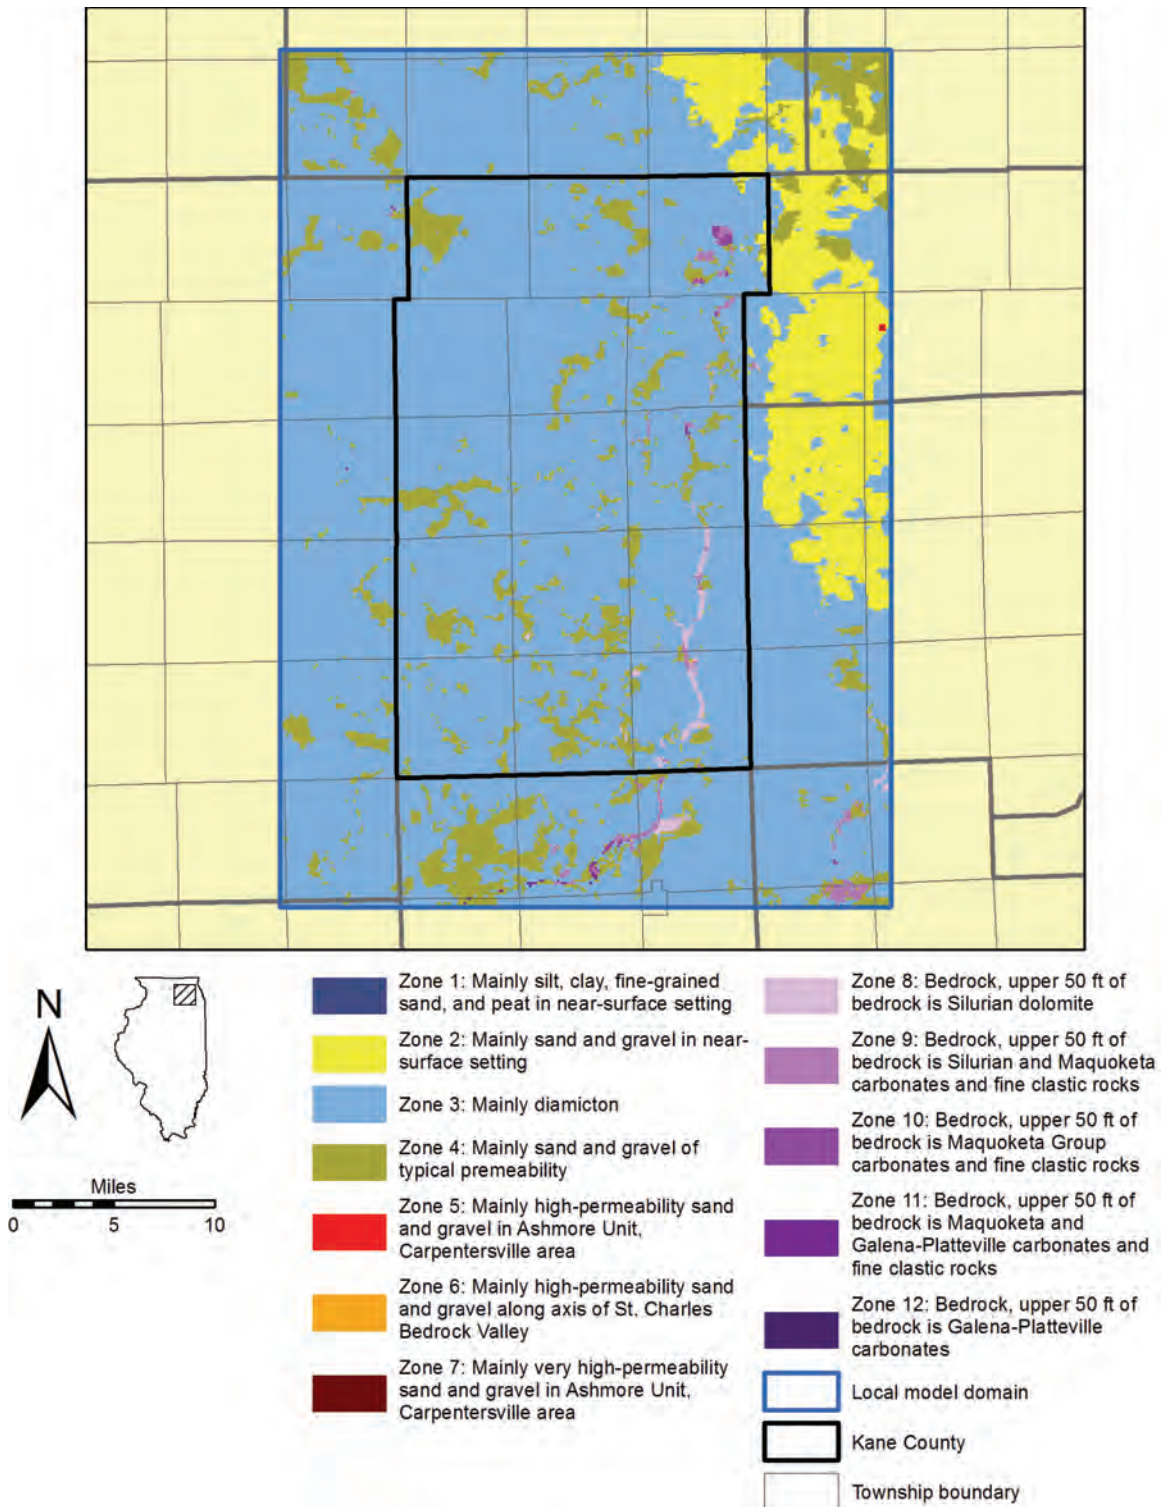 N
Miles
0 5 10
Zone 1: Mainly silt, clay, fine-grained
sand, and peat in near-surface setting
Zone 2: Mainly sand and gravel in near-
surface setting
Zone 3: Mainly diamicton
Zone 4: Mainly sand and gravel of
typical premeability
Zone 5: Mainly high-permeability sand
and gravel in Ashmore Unit,
Carpentersville area
Zone 6: Mainly high-permeability sand
and gravel along axis of St. Charles
Bedrock Valley
Zone 7: Mainly very high-permeability
sand and gravel in Ashmore Unit,
Carpentersville area
Zone 8: Bedrock, upper 50 ft of
bedrock is Silurian dolomite
Zone 9: Bedrock, upper 50 ft of
bedrock is Silurian and Maquoketa
carbonates and fine clastic rocks
Zone 10: Bedrock, upper 50 ft of
bedrock is Maquoketa Group
carbonates and fine clastic rocks
Zone 11: Bedrock, upper 50 ft of
bedrock is Maquoketa and
Galena-Platteville carbonates and
fine clastic rocks
Zone 12: Bedrock, upper 50 ft of
bedrock is Galena-Platteville
carbonates
Local model domain
Kane County
Township boundary